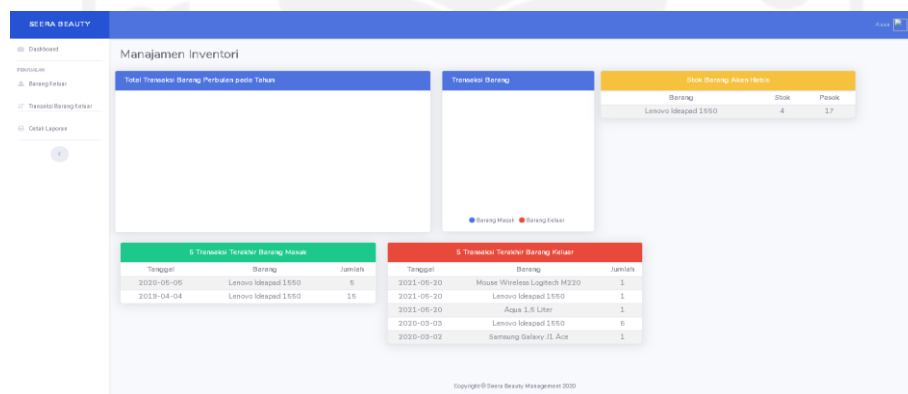 SEERA BEAUTY
Dashboard
Manajamen Inventori
PENJUALAN
Barang Keluar
Transaksi Barang Keluar
Cetak Laporan
Total Transaksi Barang Perbulan pada Tahun
Transaksi Barang
Barang Masuk Barang Keluar
Stok Barang Akan Habis
Barang Stok Pasok
Lenovo Ideapad 1550 4 17
5 Transaksi Terakhir Barang Masuk
Tanggal Barang Jumlah
2020-05-05 Lenovo Ideapad 1550 5
2019-04-04 Lenovo Ideapad 1550 15
5 Transaksi Terakhir Barang Keluar
Tanggal Barang Jumlah
2021-05-20 Mouse Wireless Logitech M220 1
2021-05-20 Lenovo Ideapad 1550 1
2021-05-20 Aqua 1,5 Liter 1
2020-03-03 Lenovo Ideapad 1550 5
2020-03-02 Samsung Galaxy J1 Ace 1
Copyright © Seera Beauty Management 2020